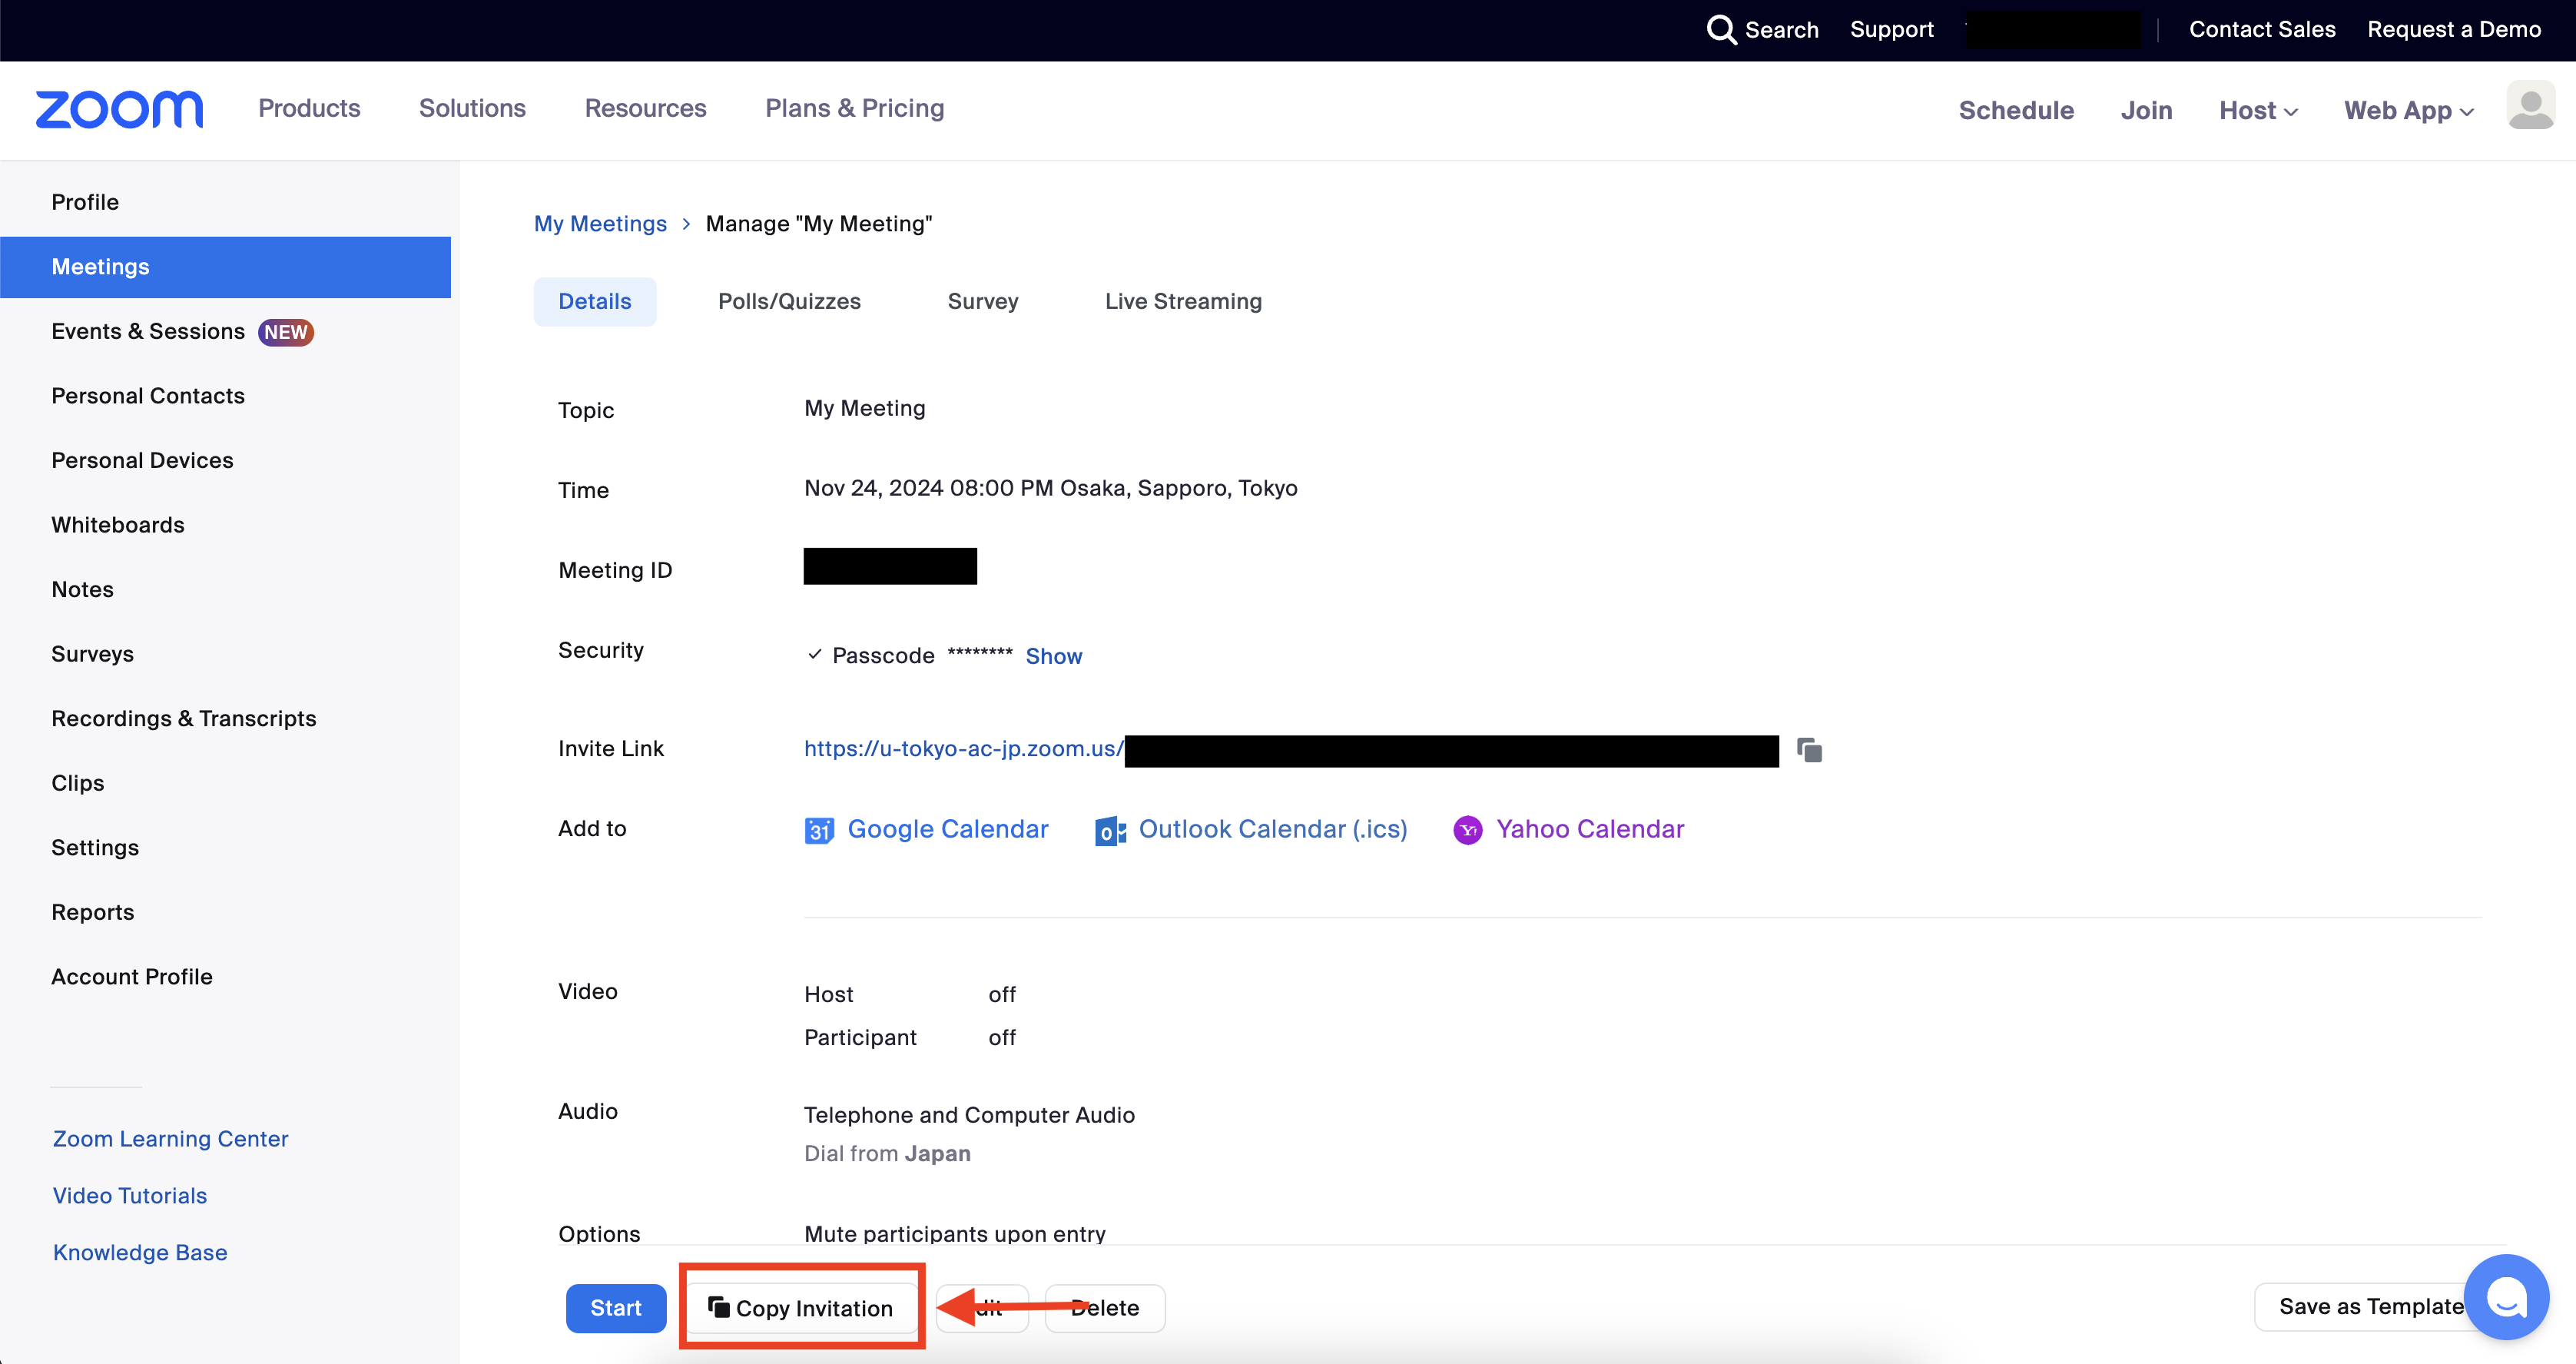 Search Support Contact Sales Request a Demo
zoom Products Solutions Resources Plans & Pricing Schedule Join Host Web App
Profile
Meetings
Events & Sessions NEW
Personal Contacts
Personal Devices
Whiteboards
Notes
Surveys
Recordings & Transcripts
Clips
Settings
Reports
Account Profile
Zoom Learning Center
Video Tutorials
Knowledge Base
My Meetings > Manage "My Meeting"
Details Polls/Quizzes Survey Live Streaming
Topic My Meeting
Time Nov 24, 2024 08:00 PM Osaka, Sapporo, Tokyo
Meeting ID
Security ✓ Passcode ******** Show
Invite Link https://u-tokyo-ac-jp.zoom.us/
Add to 31 Google Calendar Outlook Calendar (.ics) Y! Yahoo Calendar
Video Host off
Participant off
Audio Telephone and Computer Audio
Dial from Japan
Options Mute participants upon entry
Start Copy Invitation Delete Save as Template